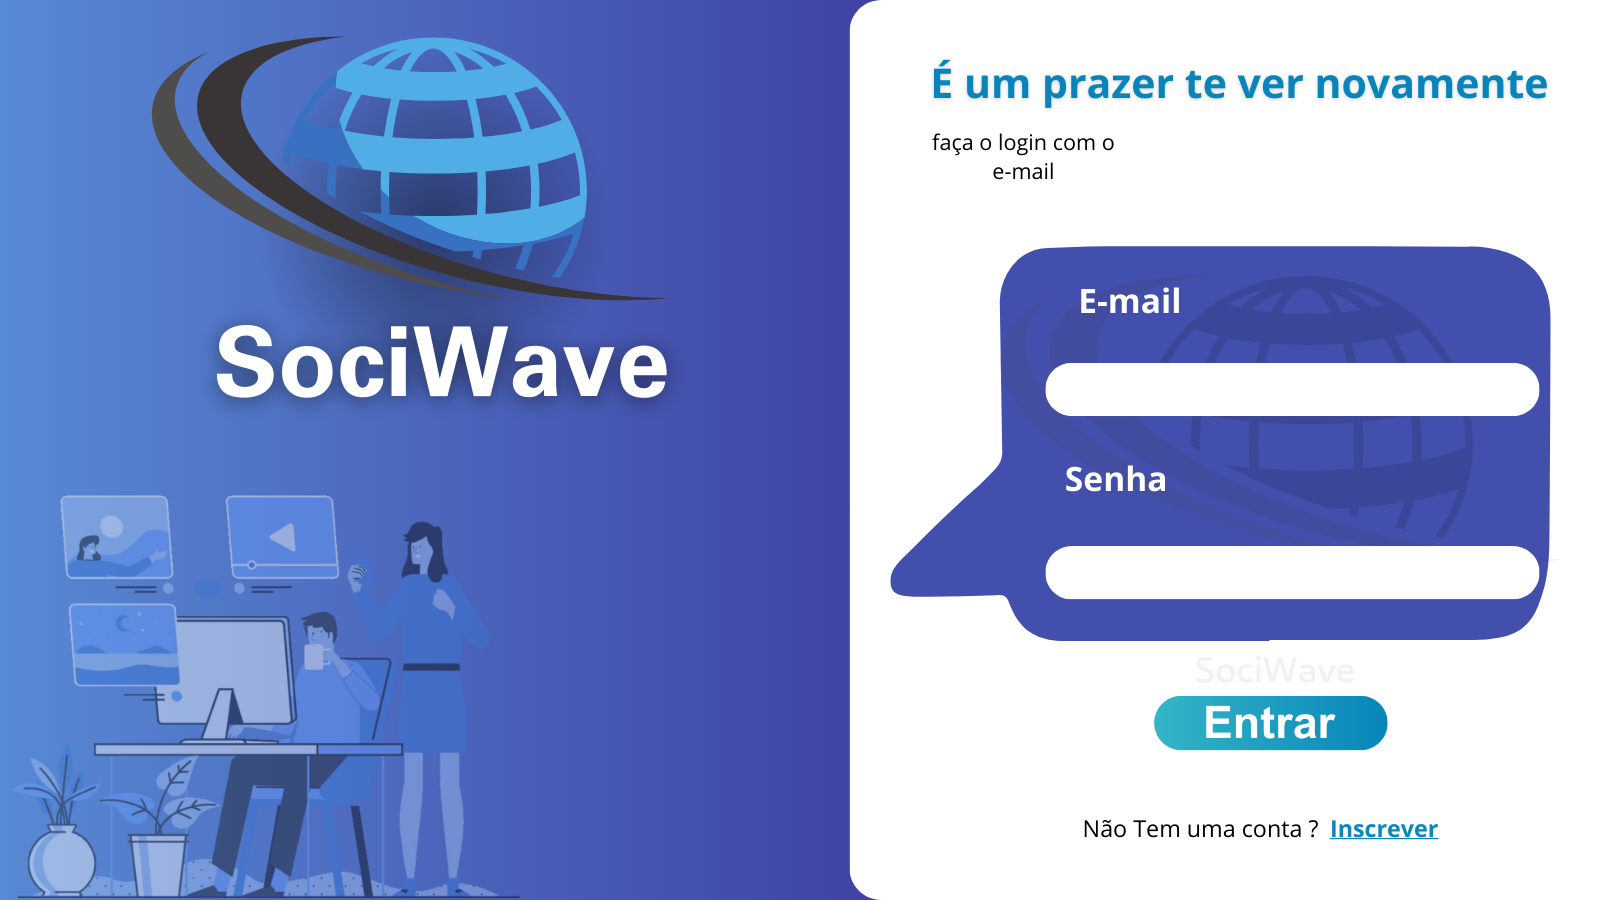 SociWave
É um prazer te ver novamente
faça o login com o
e-mail
E-mail
Senha
SociWave
Entrar
Não Tem uma conta ? Inscrever